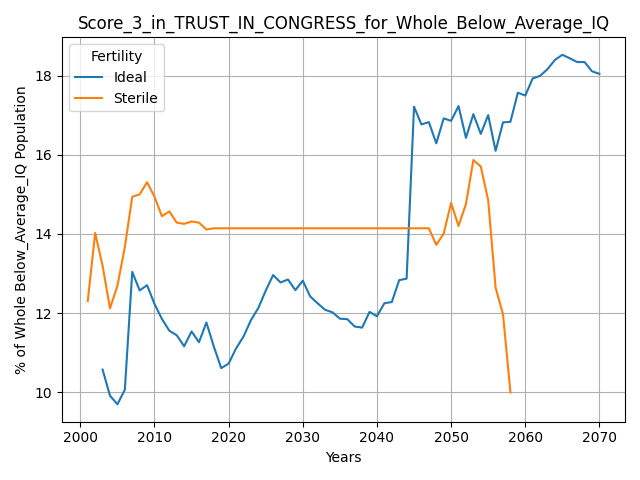 Score_3_in_TRUST_IN_CONGRESS_for_Whole_Below_Average_IQ
Fertility
Ideal
Sterile
% of Whole Below_Average_IQ Population
18
16
14
12
10
2000 2010 2020 2030 2040 2050 2060 2070
Years